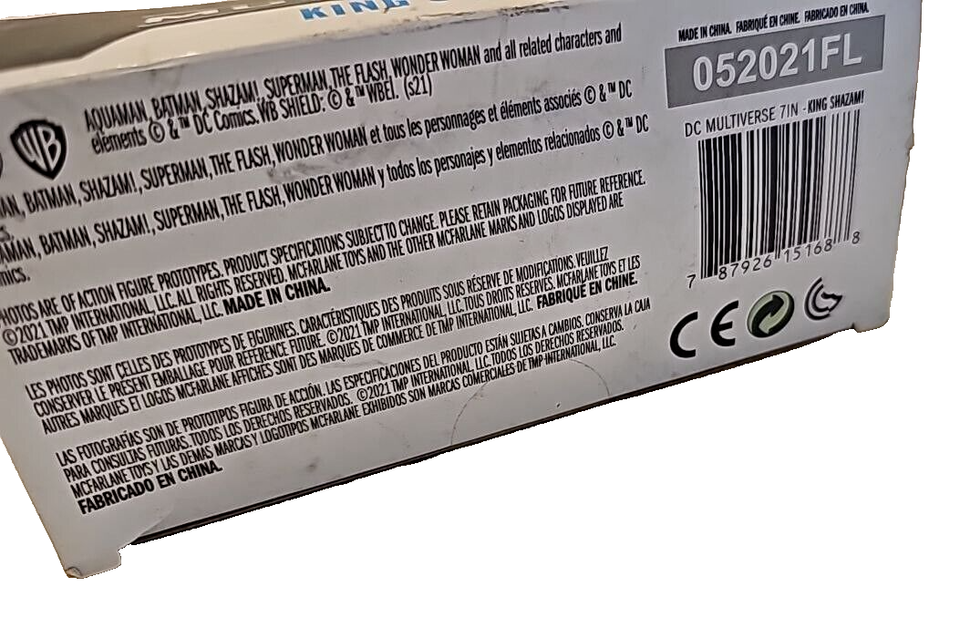 KING
WB
AQUAMAN, BATMAN, SHAZAM!, SUPERMAN, THE FLASH, WONDER WOMAN and all related characters and
elements © & ™ DC Comics. WB SHIELD: © & ™ WBEI. (s21)
BATMAN, SHAZAM!, SUPERMAN, THE FLASH, WONDER WOMAN et tous les personnages et éléments associés © & ™ DC
BATMAN, SHAZAM!, SUPERMAN, THE FLASH, WONDER WOMAN y todos los personajes y elementos relacionados © & ™ DC
ARE OF ACTION FIGURE PROTOTYPES. PRODUCT SPECIFICATIONS SUBJECT TO CHANGE. PLEASE RETAIN PACKAGING FOR FUTURE REFERENCE.
©2021 TMP INTERNATIONAL, LLC. ALL RIGHTS RESERVED. MCFARLANE TOYS AND THE OTHER MCFARLANE MARKS AND LOGOS DISPLAYED ARE
TRADEMARKS OF TMP INTERNATIONAL, LLC. MADE IN CHINA.
LES PHOTOS SONT CELLES DES PROTOTYPES DE FIGURINES. CARACTÉRISTIQUES DES PRODUITS SOUS RÉSERVE DE MODIFICATIONS. VEUILLEZ
CONSERVER LE PRÉSENT EMBALLAGE POUR RÉFÉRENCE FUTURE. ©2021 TMP INTERNATIONAL, LLC. TOUS DROITS RÉSERVÉS. MCFARLANE TOYS ET LES
AUTRES MARQUES ET LOGOS MCFARLANE AFFICHÉS SONT DES MARQUES DE COMMERCE DE TMP INTERNATIONAL, LLC. FABRIQUÉ EN CHINE.
LAS FOTOGRAFÍAS SON DE PROTOTIPOS FIGURA DE ACCIÓN. LAS ESPECIFICACIONES DEL PRODUCTO ESTÁN SUJETAS A CAMBIOS. CONSERVA LA CAJA
PARA CONSULTAS FUTURAS. TODOS LOS DERECHOS RESERVADOS. ©2021 TMP INTERNATIONAL, LLC. TODOS LOS DERECHOS RESERVADOS.
MCFARLANE TOYS Y LAS DEMÁS MARCAS Y LOGOTIPOS MCFARLANE EXHIBIDOS SON MARCAS COMERCIALES DE TMP INTERNATIONAL, LLC.
FABRICADO EN CHINA.
MADE IN CHINA. FABRIQUÉ EN CHINE. FABRICADO EN CHINA.
052021FL
DC MULTIVERSE 7IN - KING SHAZAM!
7 87926 15168 8
CE